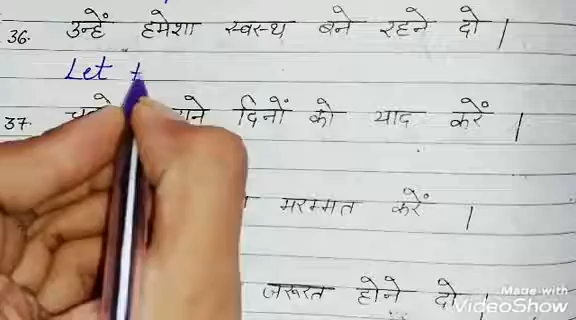 36. उन्हें हमेशा स्वस्थ बने रहने दो |
Let
37. दिनों को याद करें |
मरम्मत करें |
जरूरत होने दो |
Made with
VideoShow